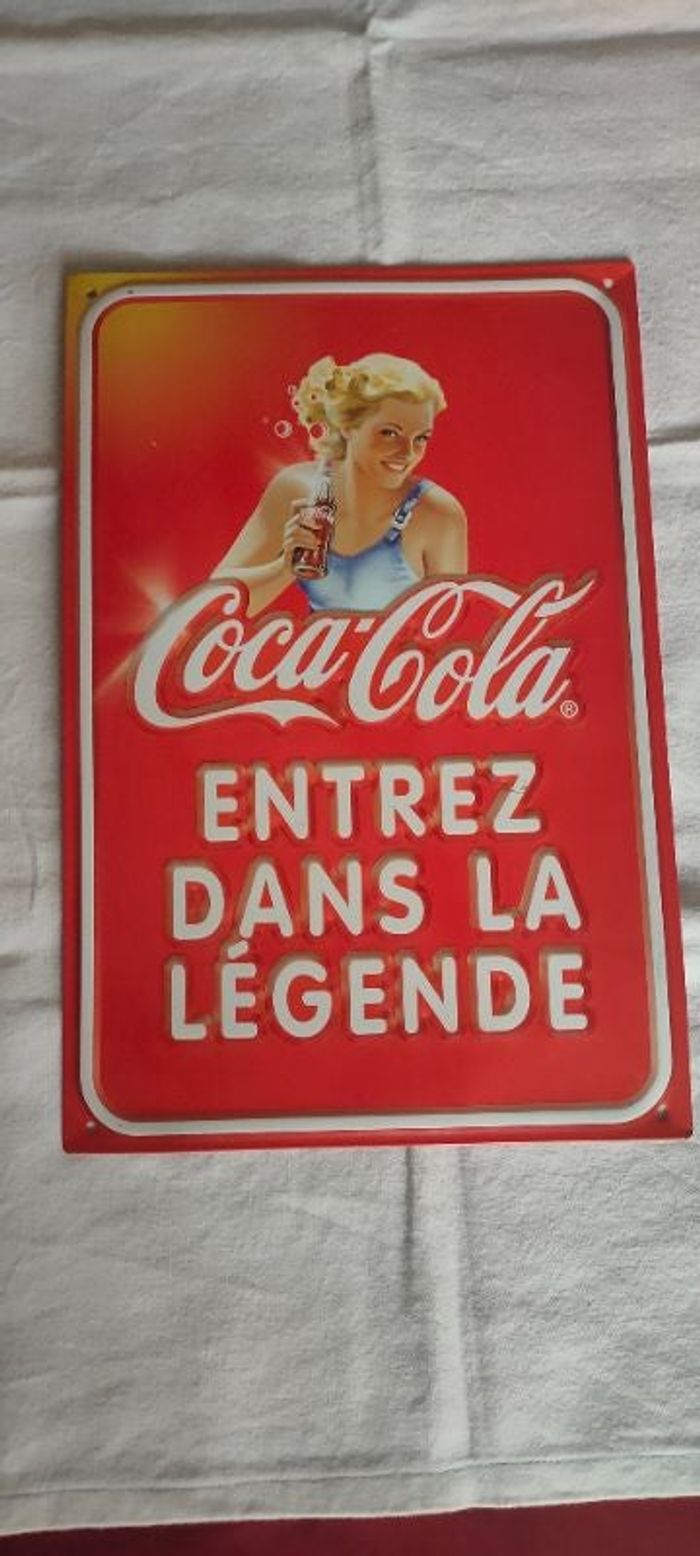 Coca-Cola®
ENTREZ
DANS LA
LÉGENDE